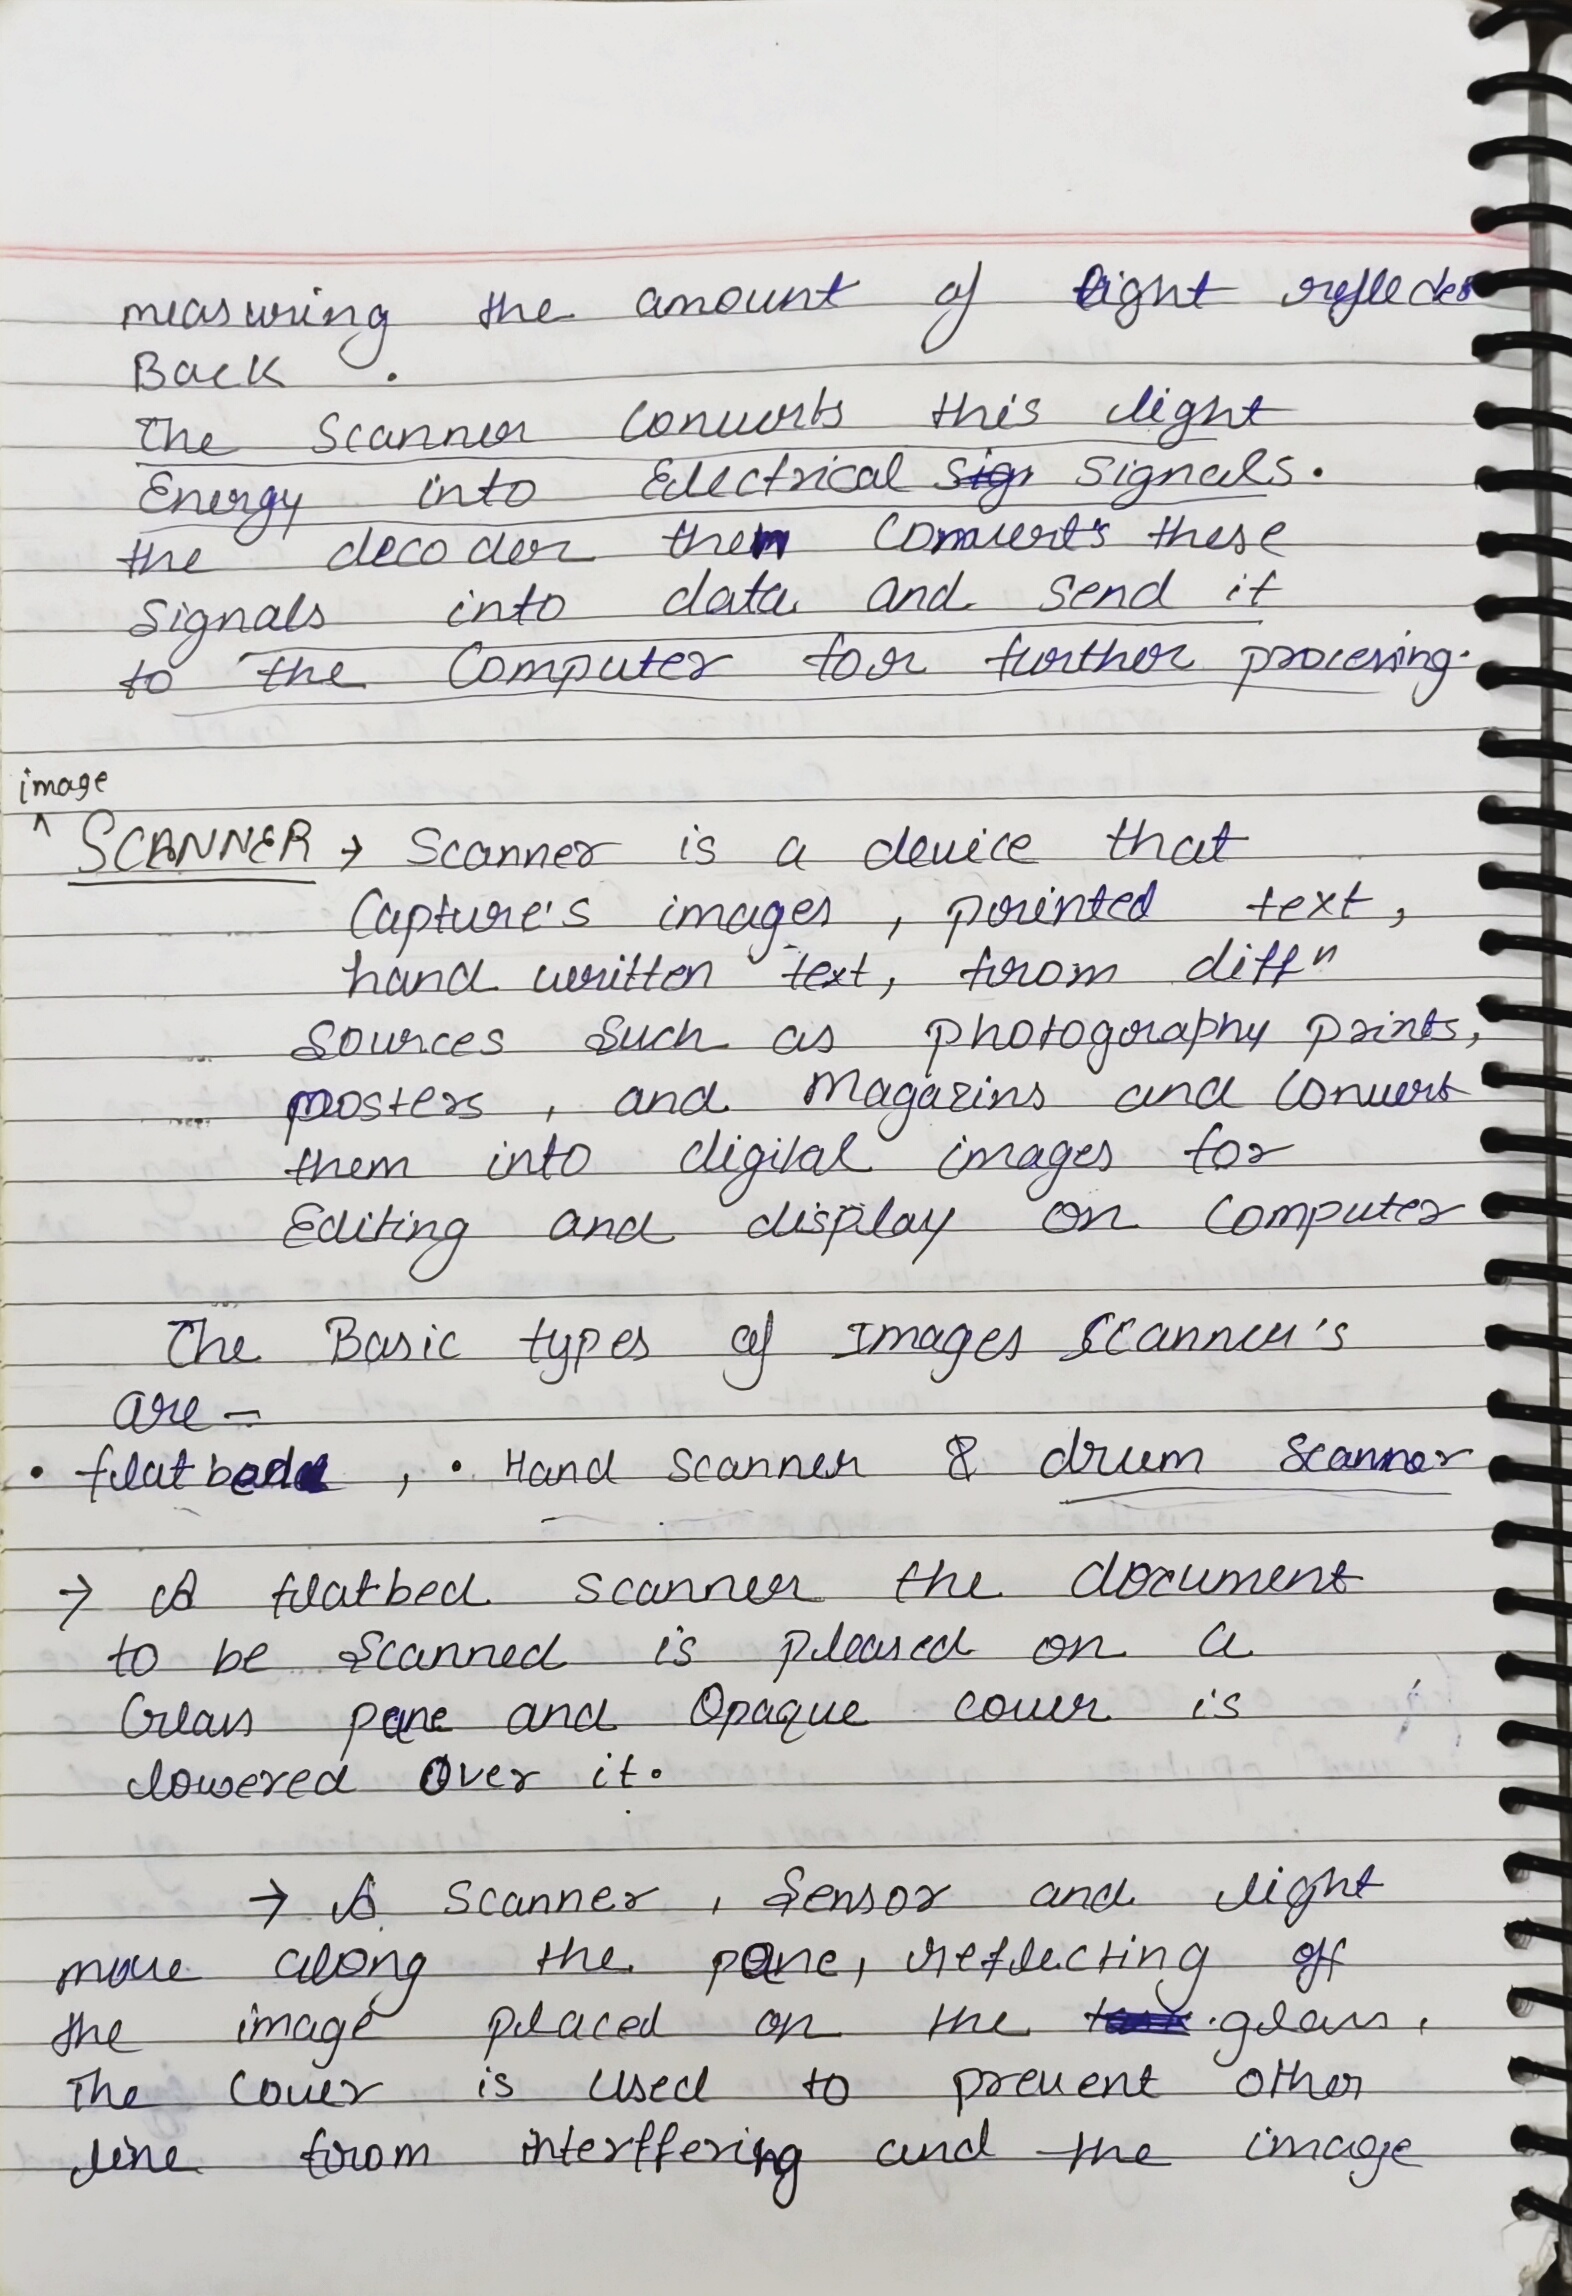 measuring the amount of light reflected
Back .
The Scanner Converts this light
Energy into Electrical Signals.
the decoder then Convert's these
Signals into data and Send it
to the Computer for further processing.
image
^ SCANNER → Scanner is a device that
Capture's images , printed text,
hand written text, from diffn
Sources Such as photography prints,
posters , and Magazins and Convert
them into digital images for
Editing and display on Computer
The Basic types of Images Scanner's
are -
• flatbed , • Hand Scanner & drum Scanner
→ A flatbed scanner the document
to be Scanned is pleased on a
Glass pane and Opaque cover is
lowered Over it.
→ A Scanner , Sensor and light
move along the pane, reflecting off
the image placed on the glass.
The Cover is Used to prevent other
line from interffering and the image